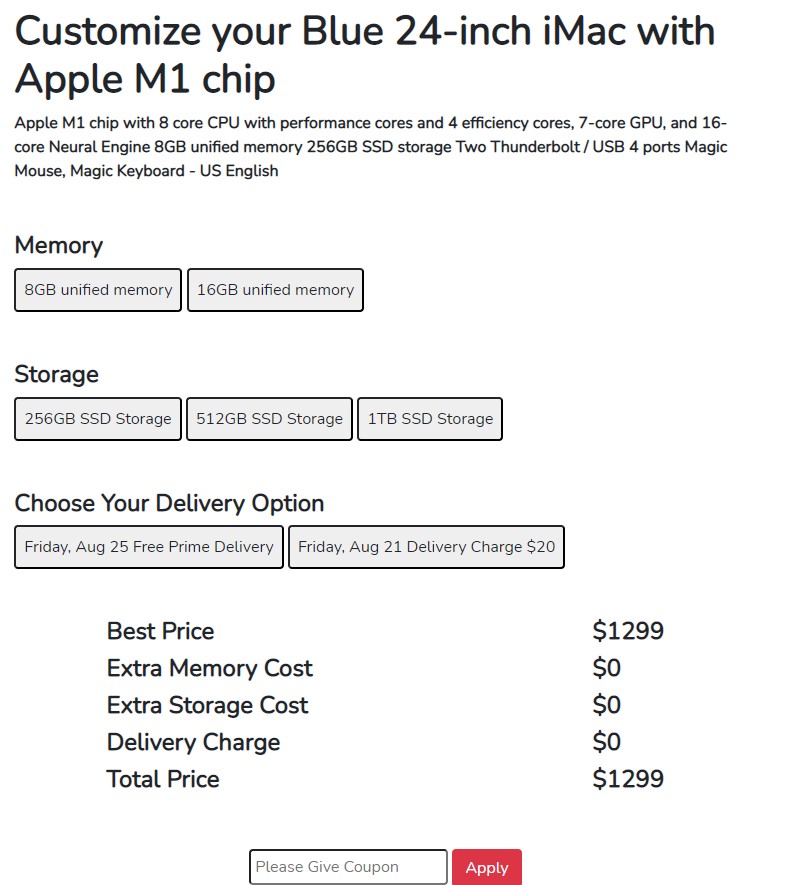 Customize your Blue 24-inch iMac with
Apple M1 chip
Apple M1 chip with 8 core CPU with performance cores and 4 efficiency cores, 7-core GPU, and 16-
core Neural Engine 8GB unified memory 256GB SSD storage Two Thunderbolt / USB 4 ports Magic
Mouse, Magic Keyboard - US English
Memory
8GB unified memory 16GB unified memory
Storage
256GB SSD Storage 512GB SSD Storage 1TB SSD Storage
Choose Your Delivery Option
Friday, Aug 25 Free Prime Delivery Friday, Aug 21 Delivery Charge $20
Best Price $1299
Extra Memory Cost $0
Extra Storage Cost $0
Delivery Charge $0
Total Price $1299
Please Give Coupon Apply